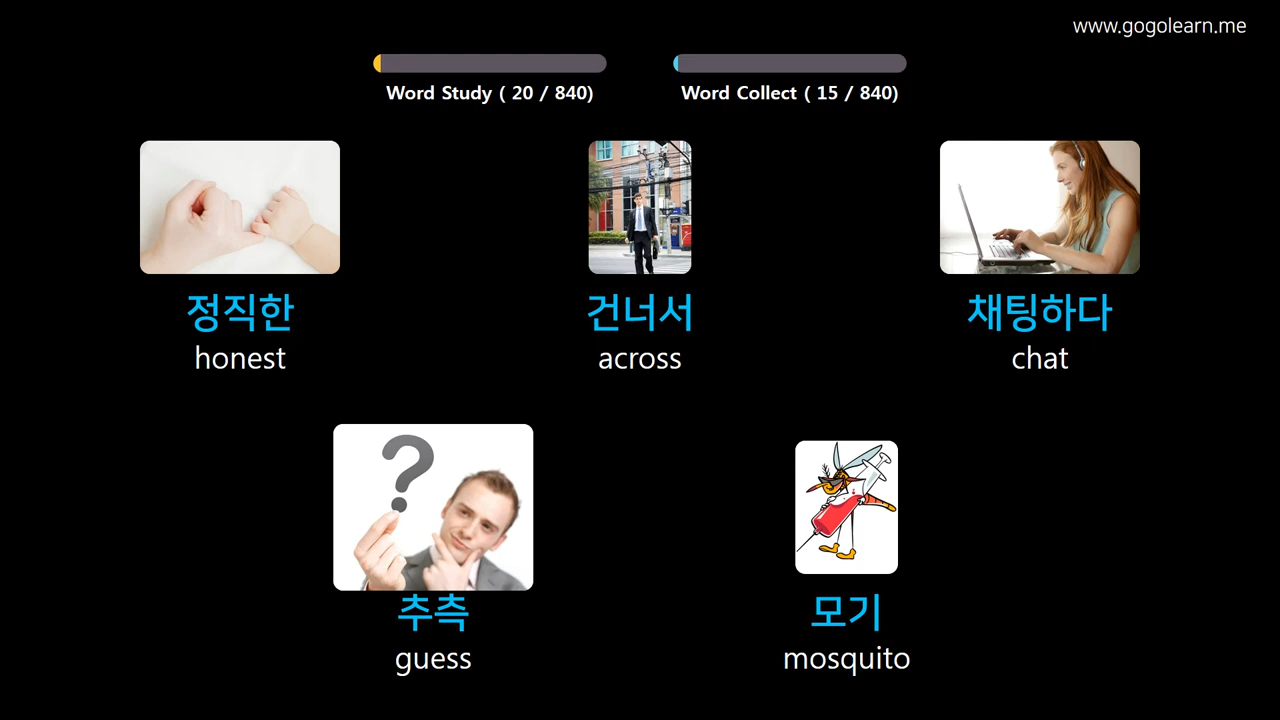 www.gogolearn.me
Word Study ( 20 / 840)
Word Collect ( 15 / 840)
정직한
honest
건너서
across
채팅하다
chat
추측
guess
모기
mosquito